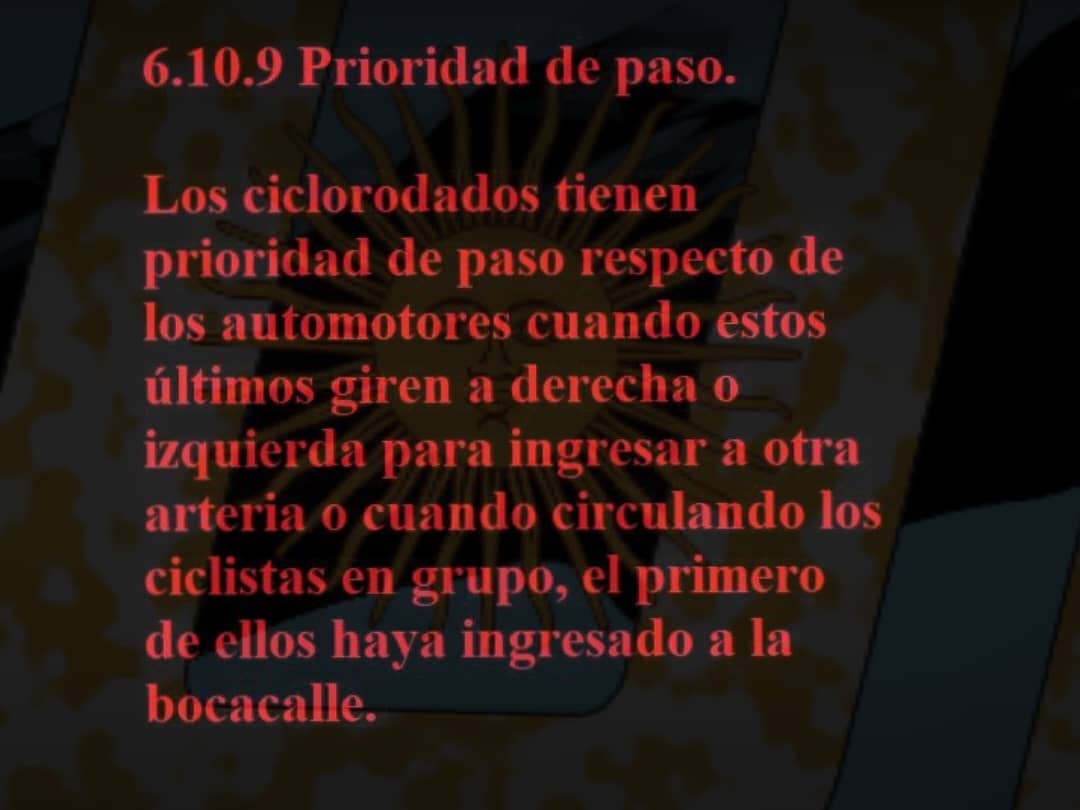 6.10.9 Prioridad de paso.
Los ciclorodados tienen
prioridad de paso respecto de
los automotores cuando estos
últimos giren a derecha o
izquierda para ingresar a otra
arteria o cuando circulando los
ciclistas en grupo, el primero
de ellos haya ingresado a la
bocacalle.